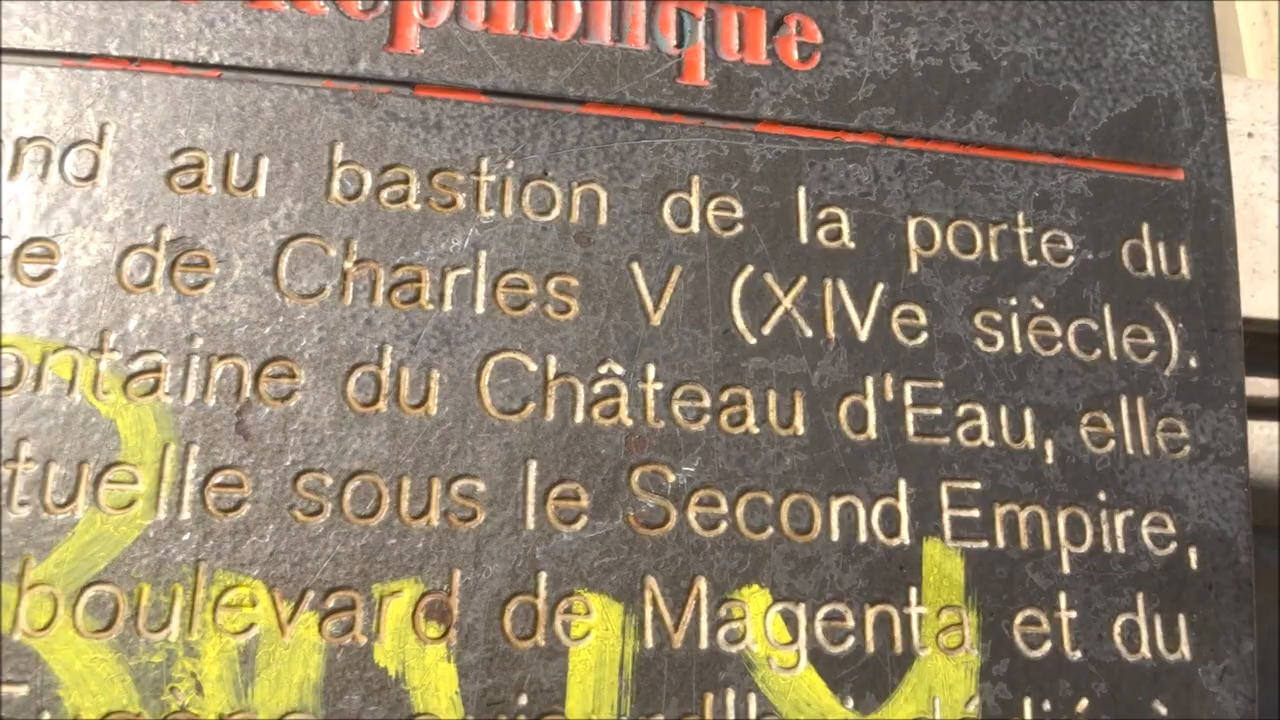 République
au bastion de la porte du
de Charles V (XIVe siècle).
ontaine du Château d'Eau, elle
tuelle sous le Second Empire,
boulevard de Magenta et du